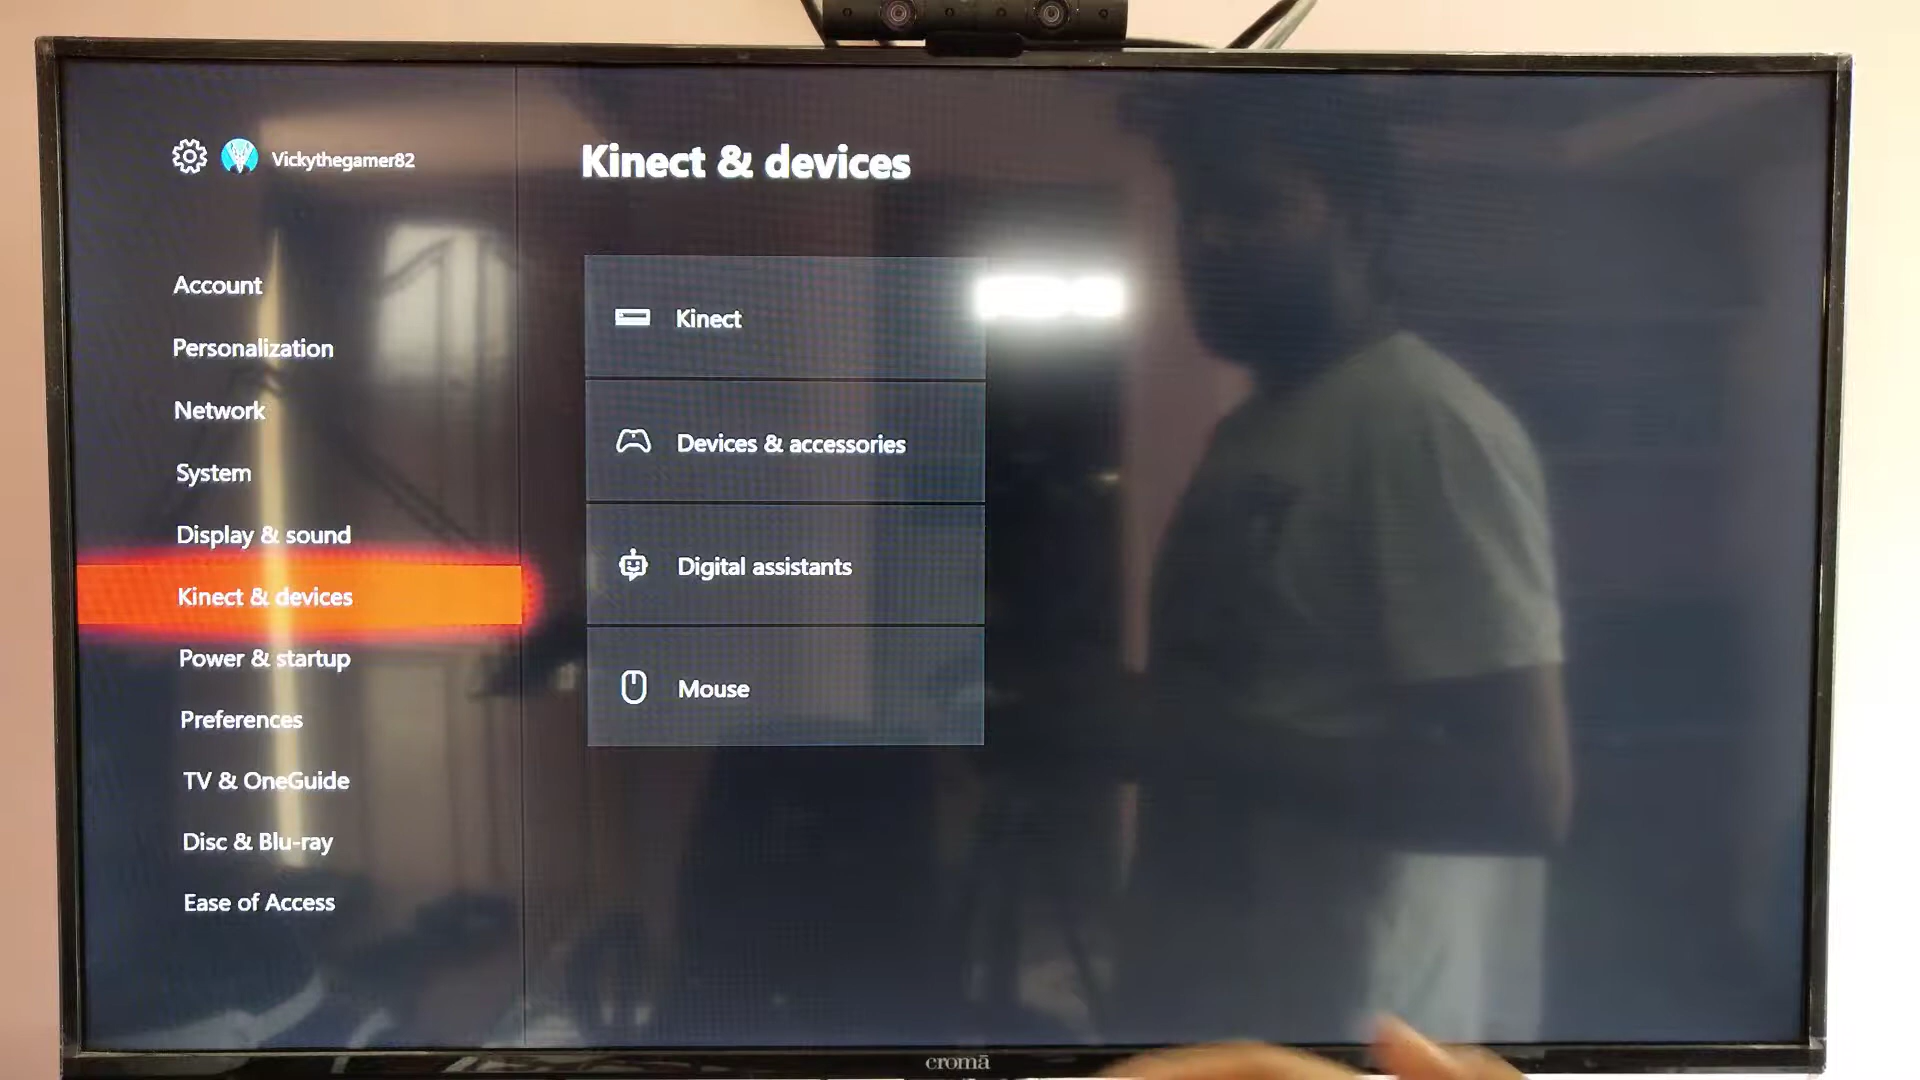 Vickythegamer82
Account
Personalization
Network
System
Display & sound
Kinect & devices
Power & startup
Preferences
TV & OneGuide
Disc & Blu-ray
Ease of Access
Kinect & devices
Kinect
Devices & accessories
Digital assistants
Mouse
cromā